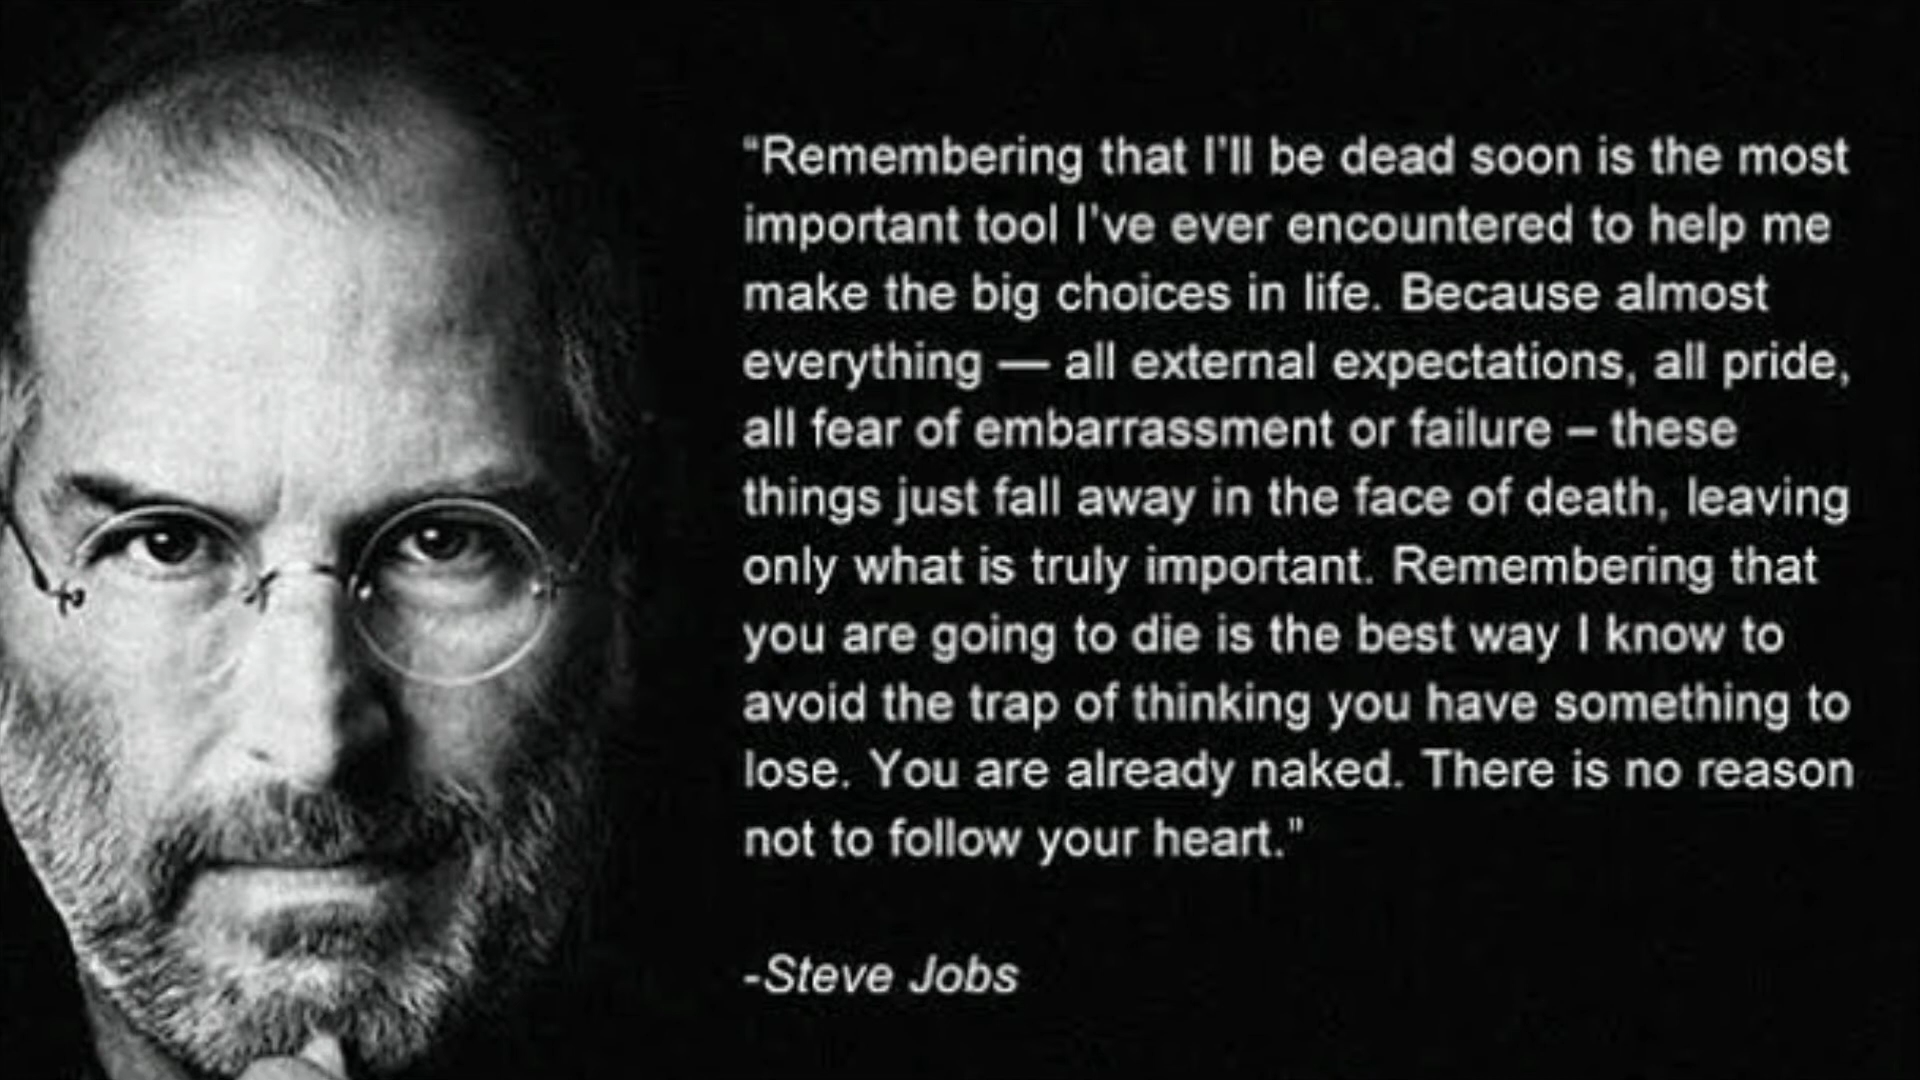 “Remembering that I'll be dead soon is the most
important tool I've ever encountered to help me
make the big choices in life. Because almost
everything — all external expectations, all pride,
all fear of embarrassment or failure – these
things just fall away in the face of death, leaving
only what is truly important. Remembering that
you are going to die is the best way I know to
avoid the trap of thinking you have something to
lose. You are already naked. There is no reason
not to follow your heart.”
-Steve Jobs